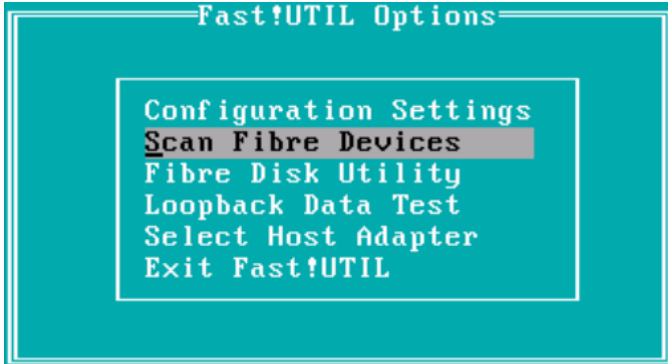 Fast!UTIL Options
Configuration Settings
Scan Fibre Devices
Fibre Disk Utility
Loopback Data Test
Select Host Adapter
Exit Fast!UTIL